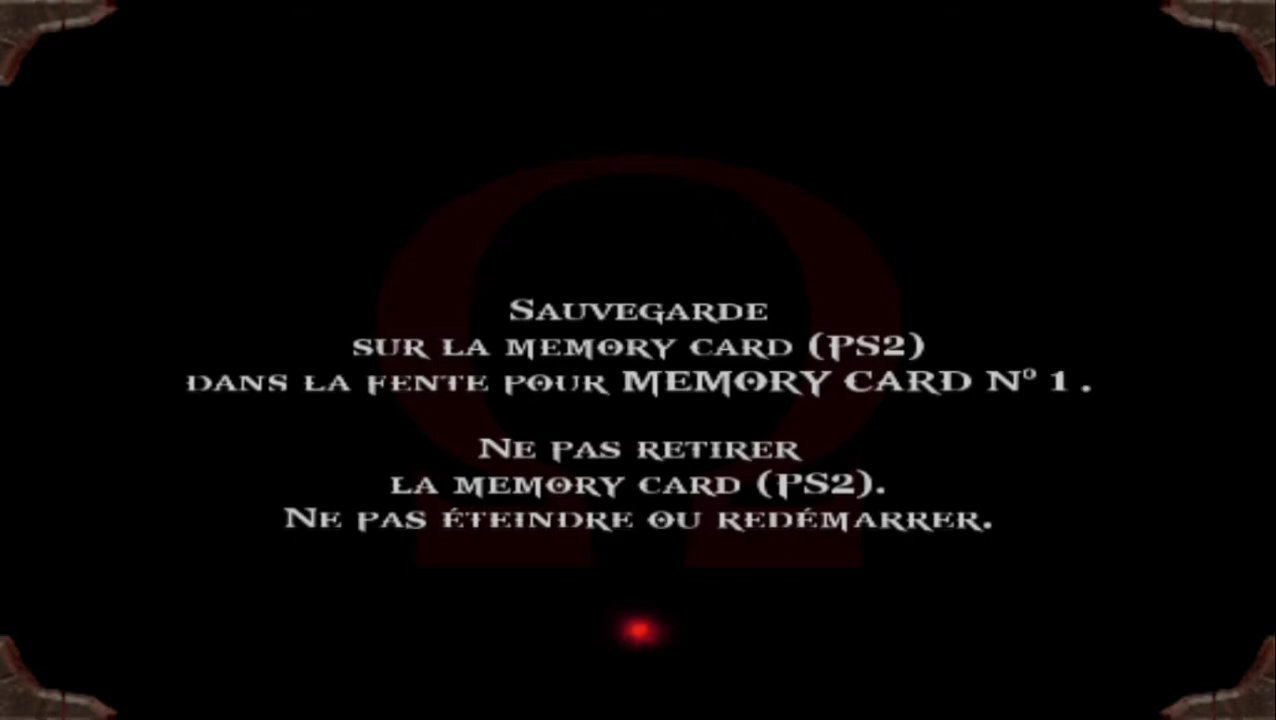 Sauvegarde
sur la memory card (PS2)
dans la fente pour MEMORY CARD Nº 1.
Ne pas retirer
la memory card (PS2).
Ne pas éteindre ou redémarrer.